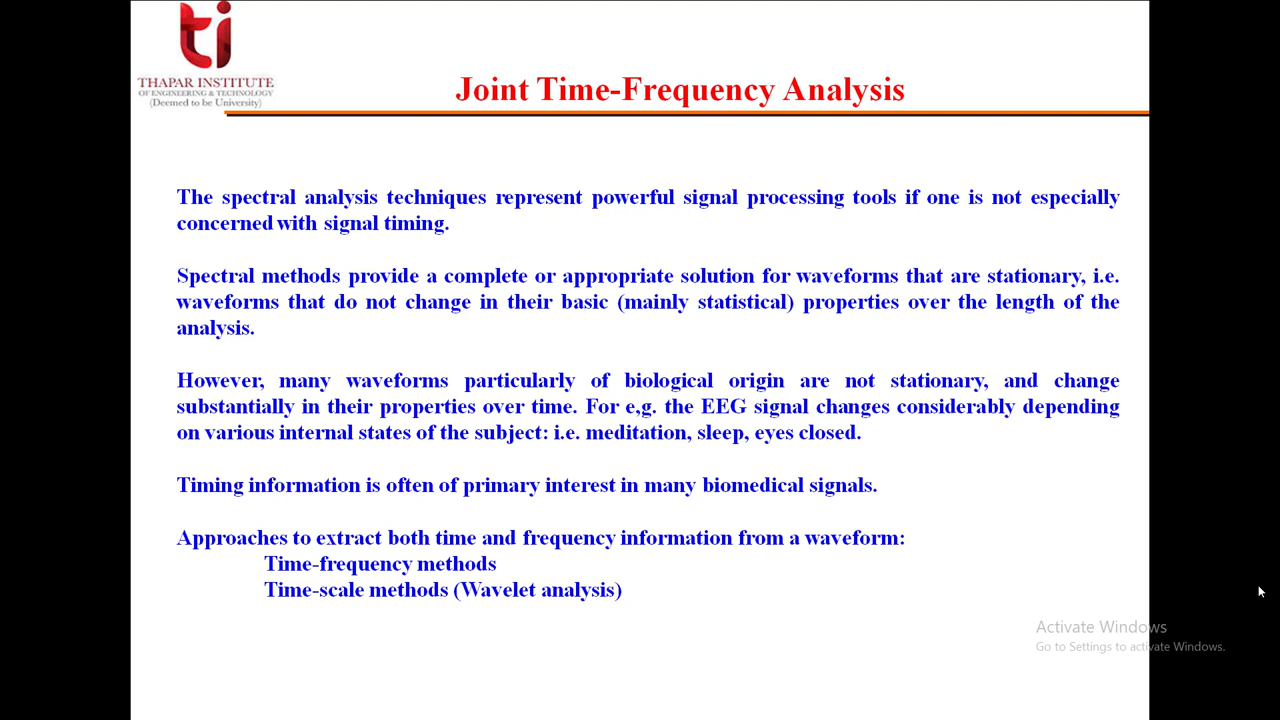 ti
THAPAR INSTITUTE
OF ENGINEERING & TECHNOLOGY
(Deemed to be University)
Joint Time-Frequency Analysis
The spectral analysis techniques represent powerful signal processing tools if one is not especially
concerned with signal timing.
Spectral methods provide a complete or appropriate solution for waveforms that are stationary, i.e.
waveforms that do not change in their basic (mainly statistical) properties over the length of the
analysis.
However, many waveforms particularly of biological origin are not stationary, and change
substantially in their properties over time. For e,g. the EEG signal changes considerably depending
on various internal states of the subject: i.e. meditation, sleep, eyes closed.
Timing information is often of primary interest in many biomedical signals.
Approaches to extract both time and frequency information from a waveform:
Time-frequency methods
Time-scale methods (Wavelet analysis)
Activate Windows
Go to Settings to activate Windows.